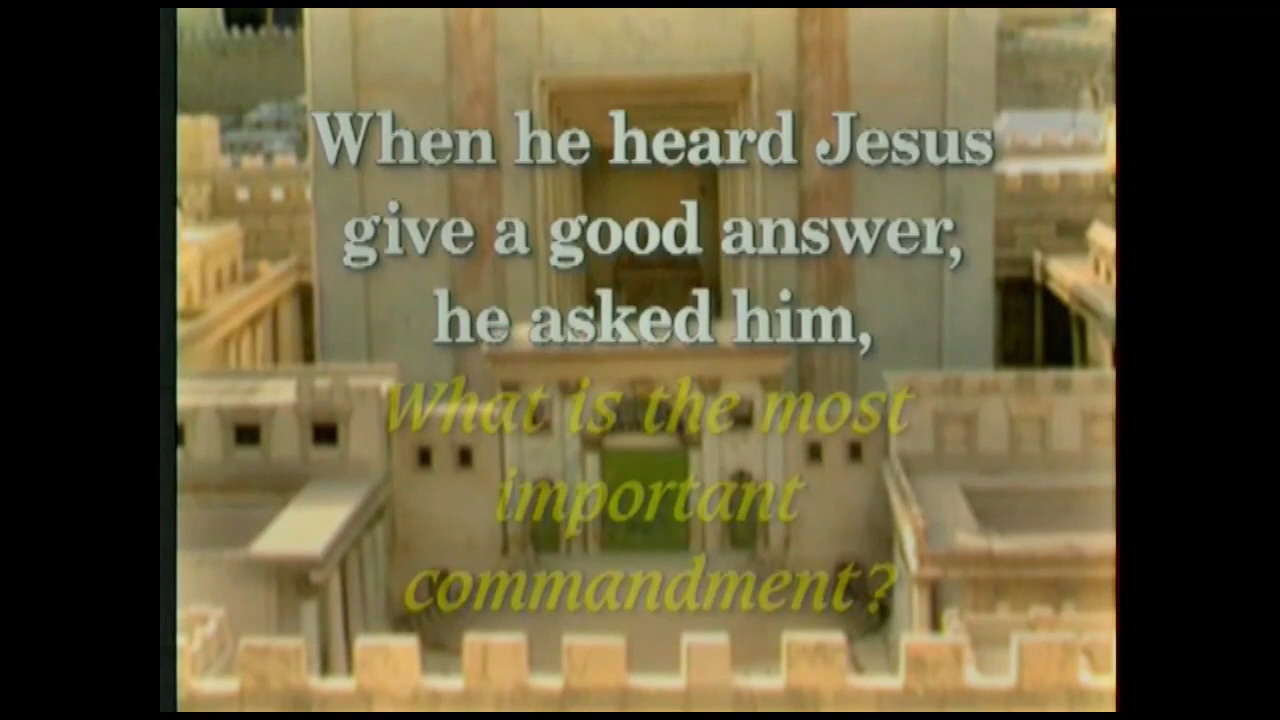 When he heard Jesus
give a good answer,
he asked him,
What is the most
important
commandment?